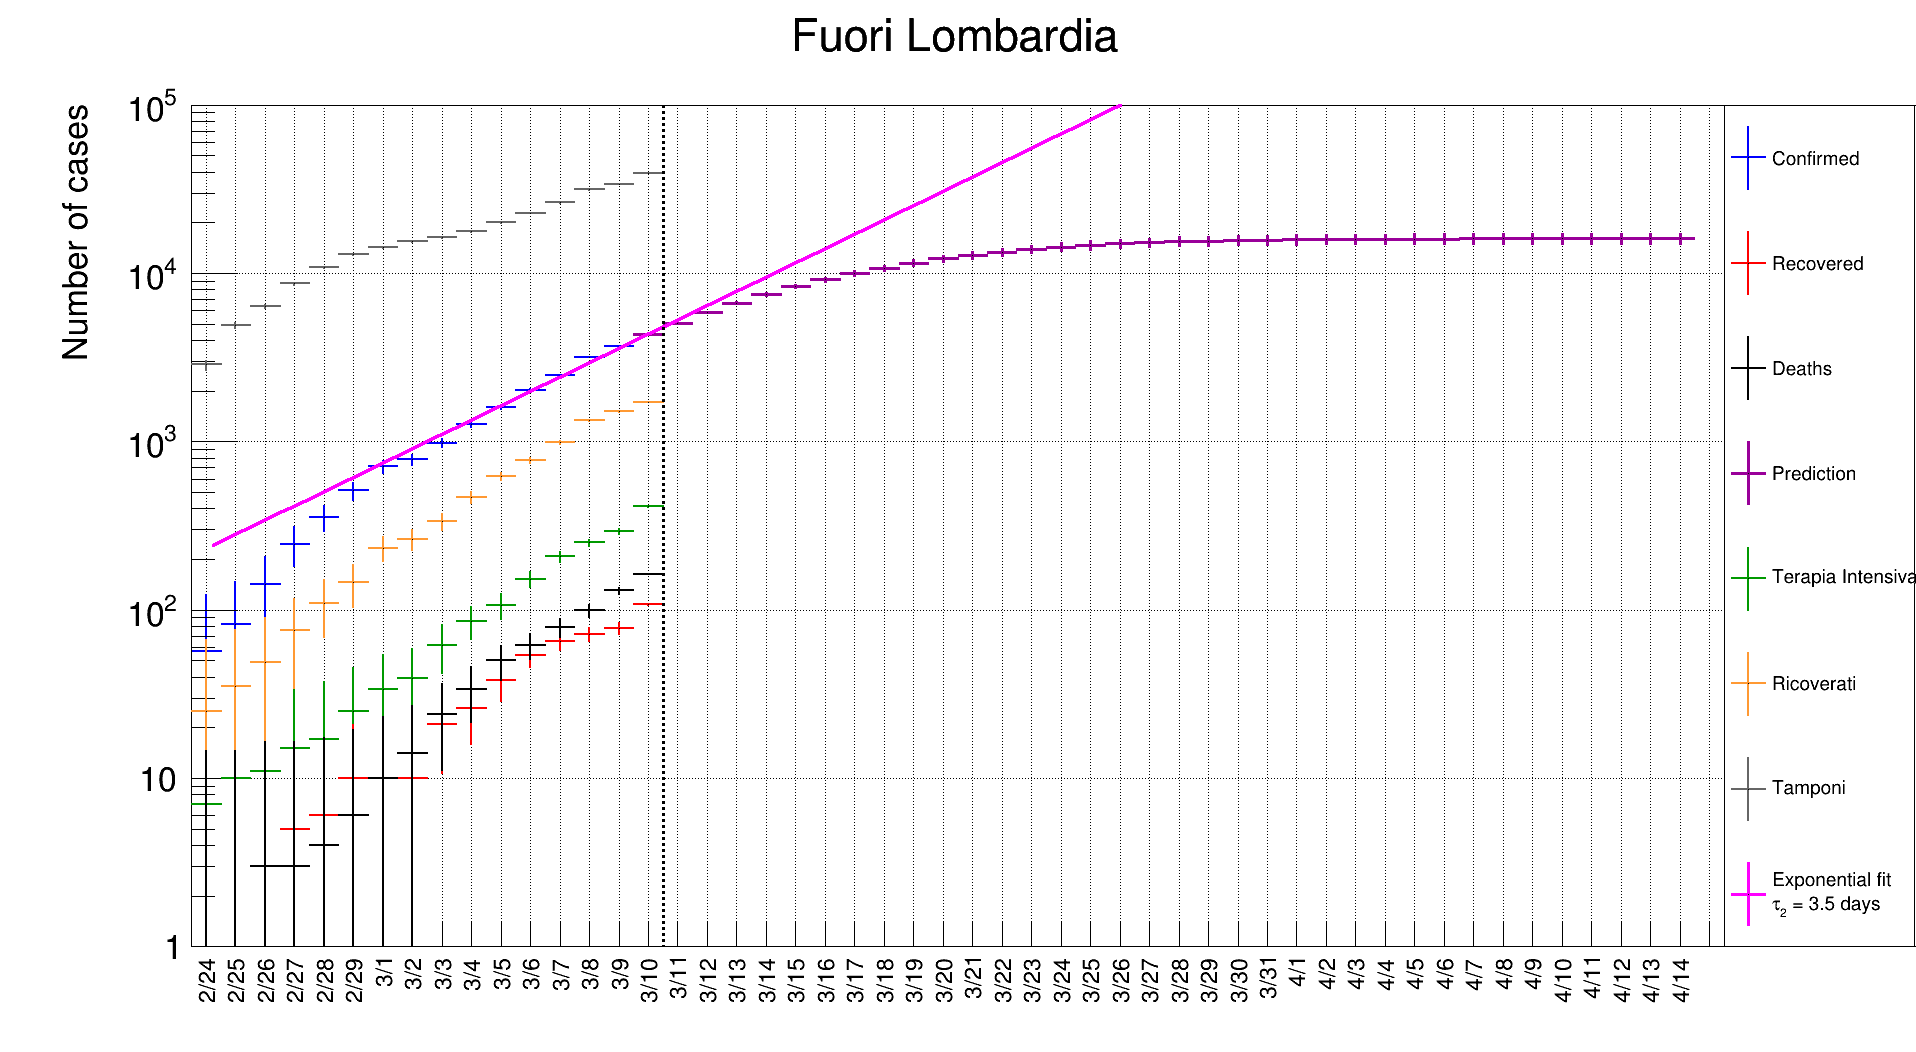 Fuori Lombardia
Number of cases
10^5
10^4
10^3
10^2
10
1
2/24 2/25 2/26 2/27 2/28 2/29 3/1 3/2 3/3 3/4 3/5 3/6 3/7 3/8 3/9 3/10 3/11 3/12 3/13 3/14 3/15 3/16 3/17 3/18 3/19 3/20 3/21 3/22 3/23 3/24 3/25 3/26 3/27 3/28 3/29 3/30 3/31 4/1 4/2 4/3 4/4 4/5 4/6 4/7 4/8 4/9 4/10 4/11 4/12 4/13 4/14
Confirmed
Recovered
Deaths
Prediction
Terapia Intensiva
Ricoverati
Tamponi
Exponential fit
τ_2 = 3.5 days